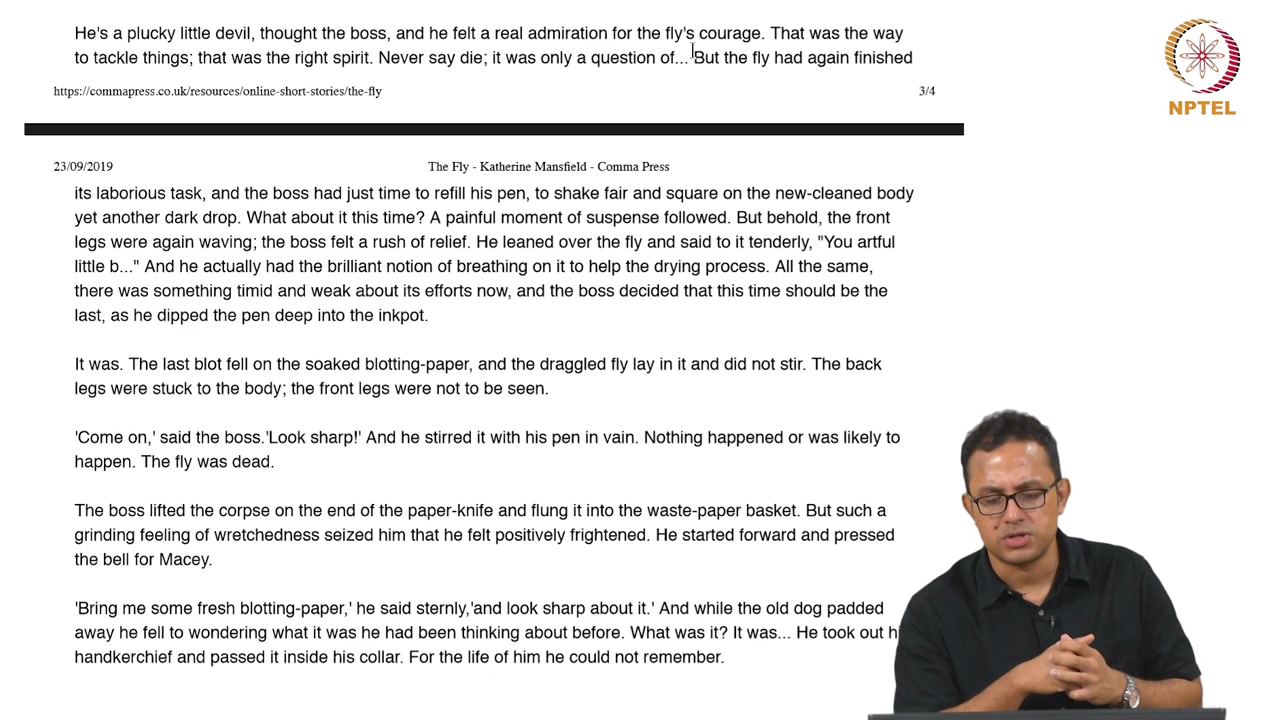 He's a plucky little devil, thought the boss, and he felt a real admiration for the fly's courage. That was the way
to tackle things; that was the right spirit. Never say die; it was only a question of... But the fly had again finished
https://commapress.co.uk/resources/online-short-stories/the-fly 3/4
NPTEL
23/09/2019 The Fly - Katherine Mansfield - Comma Press
its laborious task, and the boss had just time to refill his pen, to shake fair and square on the new-cleaned body
yet another dark drop. What about it this time? A painful moment of suspense followed. But behold, the front
legs were again waving; the boss felt a rush of relief. He leaned over the fly and said to it tenderly, "You artful
little b..." And he actually had the brilliant notion of breathing on it to help the drying process. All the same,
there was something timid and weak about its efforts now, and the boss decided that this time should be the
last, as he dipped the pen deep into the inkpot.
It was. The last blot fell on the soaked blotting-paper, and the draggled fly lay in it and did not stir. The back
legs were stuck to the body; the front legs were not to be seen.
'Come on,' said the boss.'Look sharp!' And he stirred it with his pen in vain. Nothing happened or was likely to
happen. The fly was dead.
The boss lifted the corpse on the end of the paper-knife and flung it into the waste-paper basket. But such a
grinding feeling of wretchedness seized him that he felt positively frightened. He started forward and pressed
the bell for Macey.
'Bring me some fresh blotting-paper,' he said sternly,'and look sharp about it.' And while the old dog padded
away he fell to wondering what it was he had been thinking about before. What was it? It was... He took out
handkerchief and passed it inside his collar. For the life of him he could not remember.